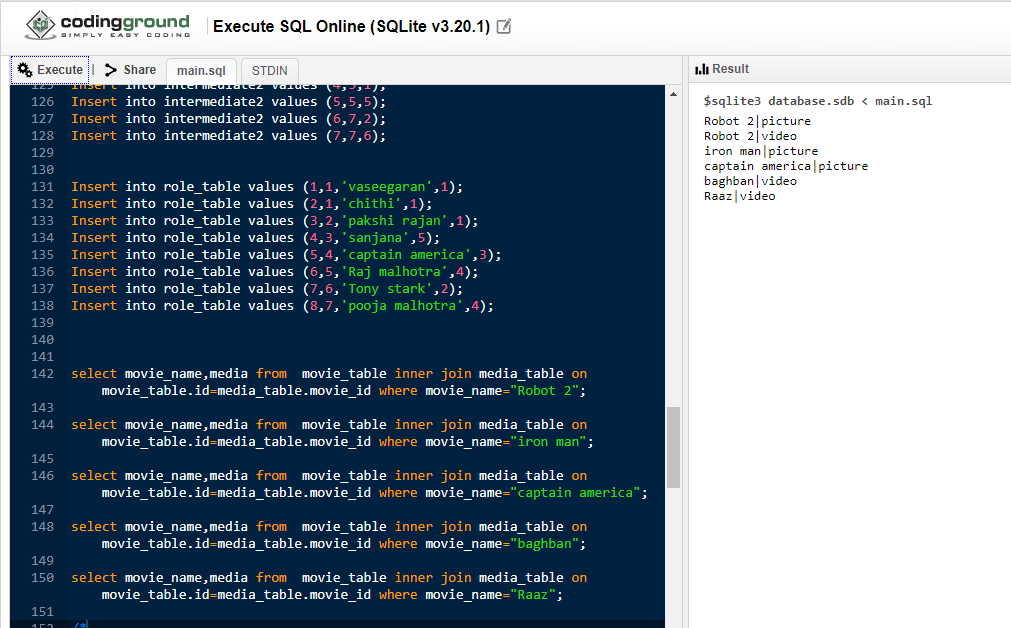 codingground
SIMPLY EASY CODING
Execute SQL Online (SQLite v3.20.1)
Execute | Share main.sql STDIN
Result
125 Insert into intermediate2 values (4,5,1);
126 Insert into intermediate2 values (5,5,5);
127 Insert into intermediate2 values (6,7,2);
128 Insert into intermediate2 values (7,7,6);
129
130
131 Insert into role_table values (1,1,'vaseegaran',1);
132 Insert into role_table values (2,1,'chithi',1);
133 Insert into role_table values (3,2,'pakshi rajan',1);
134 Insert into role_table values (4,3,'sanjana',5);
135 Insert into role_table values (5,4,'captain america',3);
136 Insert into role_table values (6,5,'Raj malhotra',4);
137 Insert into role_table values (7,6,'Tony stark',2);
138 Insert into role_table values (8,7,'pooja malhotra',4);
139
140
141
142 select movie_name,media from  movie_table inner join media_table on
movie_table.id=media_table.movie_id where movie_name="Robot 2";
143
144 select movie_name,media from  movie_table inner join media_table on
movie_table.id=media_table.movie_id where movie_name="iron man";
145
146 select movie_name,media from  movie_table inner join media_table on
movie_table.id=media_table.movie_id where movie_name="captain america";
147
148 select movie_name,media from  movie_table inner join media_table on
movie_table.id=media_table.movie_id where movie_name="baghban";
149
150 select movie_name,media from  movie_table inner join media_table on
movie_table.id=media_table.movie_id where movie_name="Raaz";
151
152 /*
$sqlite3 database.sdb < main.sql
Robot 2|picture
Robot 2|video
iron man|picture
captain america|picture
baghban|video
Raaz|video